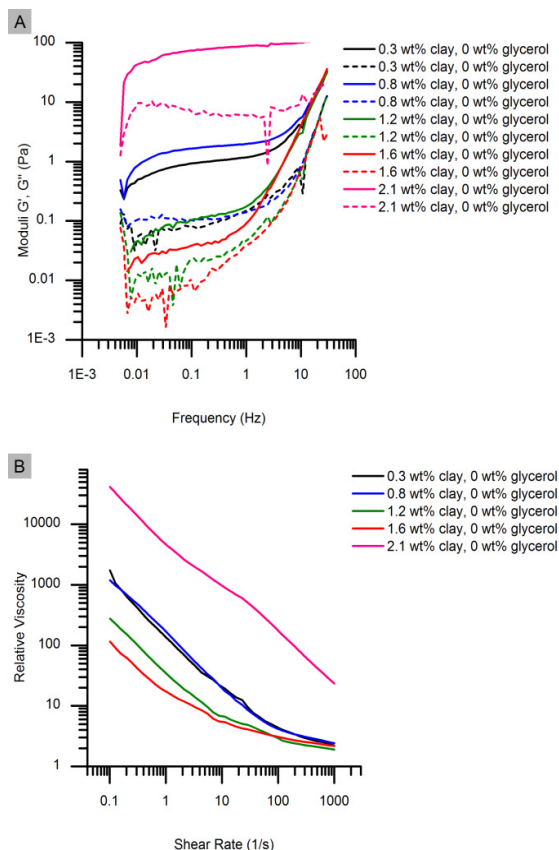 A
100
10
1
0.1
0.01
1E-3
Moduli G', G'' (Pa)
1E-3
0.01
0.1
1
10
100
Frequency (Hz)
0.3 wt% clay, 0 wt% glycerol
0.3 wt% clay, 0 wt% glycerol
0.8 wt% clay, 0 wt% glycerol
0.8 wt% clay, 0 wt% glycerol
1.2 wt% clay, 0 wt% glycerol
1.2 wt% clay, 0 wt% glycerol
1.6 wt% clay, 0 wt% glycerol
1.6 wt% clay, 0 wt% glycerol
2.1 wt% clay, 0 wt% glycerol
2.1 wt% clay, 0 wt% glycerol
B
10000
1000
100
10
1
Relative Viscosity
0.1
1
10
100
1000
Shear Rate (1/s)
0.3 wt% clay, 0 wt% glycerol
0.8 wt% clay, 0 wt% glycerol
1.2 wt% clay, 0 wt% glycerol
1.6 wt% clay, 0 wt% glycerol
2.1 wt% clay, 0 wt% glycerol